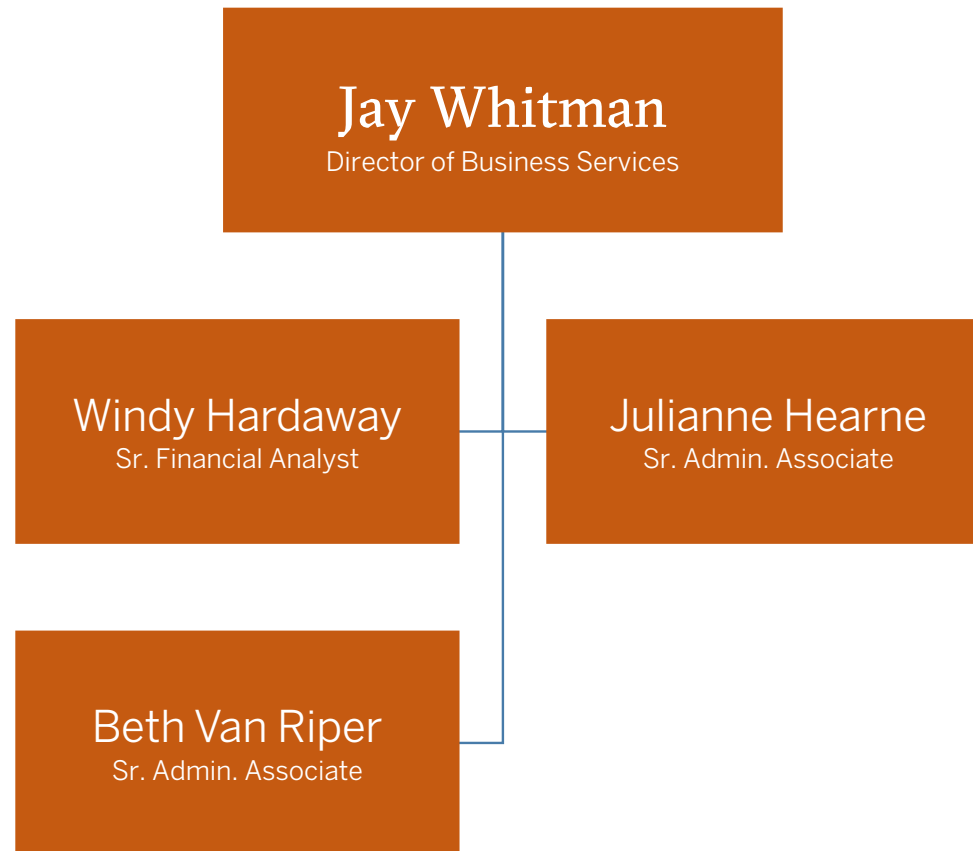 Jay Whitman
Director of Business Services
Windy Hardaway
Sr. Financial Analyst
Julianne Hearne
Sr. Admin. Associate
Beth Van Riper
Sr. Admin. Associate